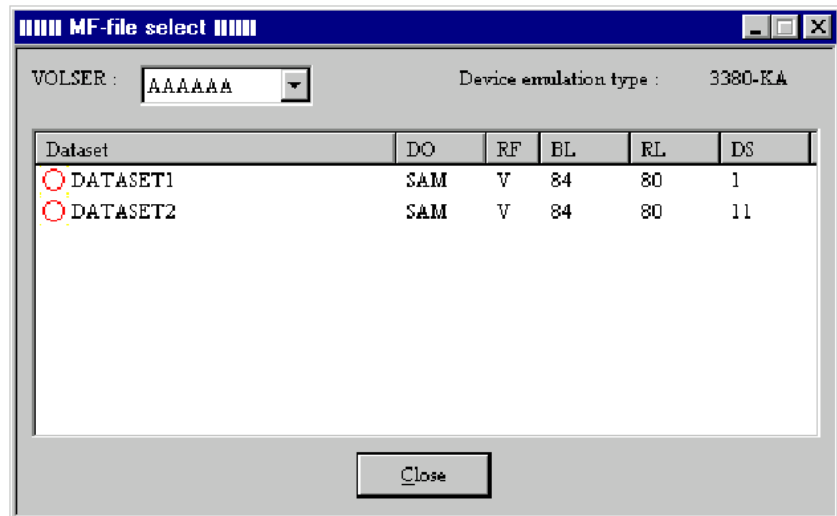 MF-file select
VOLSER : AAAAAA Device emulation type : 3380-KA
Dataset DO RF BL RL DS
DATASET1 SAM V 84 80 1
DATASET2 SAM V 84 80 11
Close